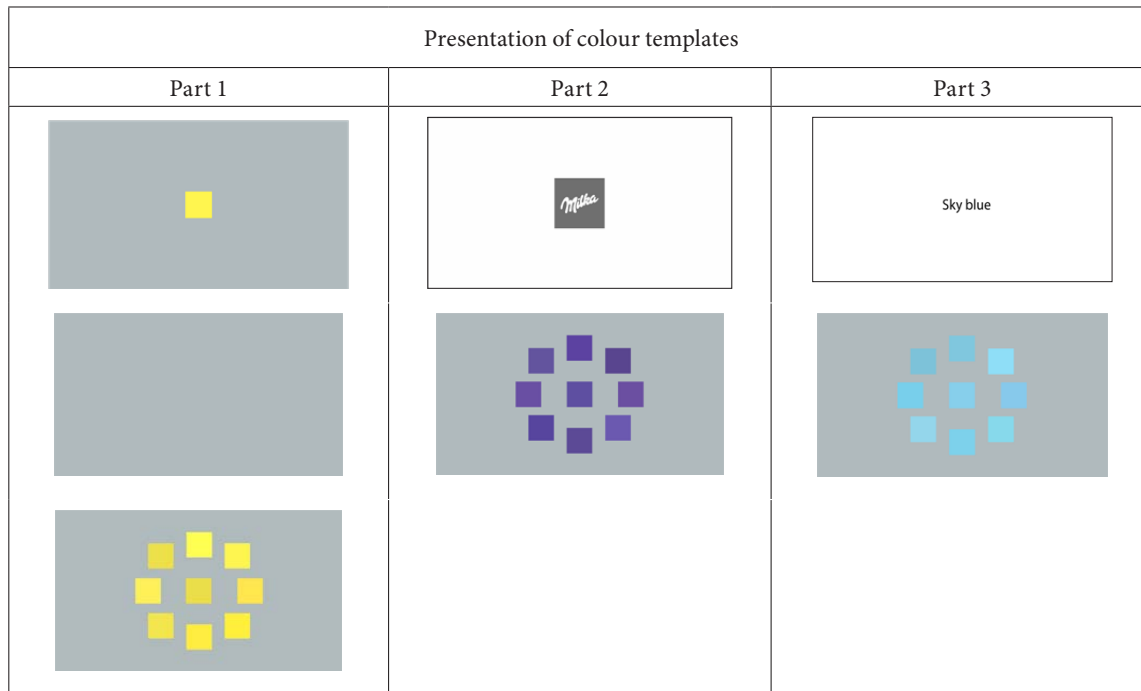 Presentation of colour templates
Part 1
Part 2
Part 3
Milka
Sky blue